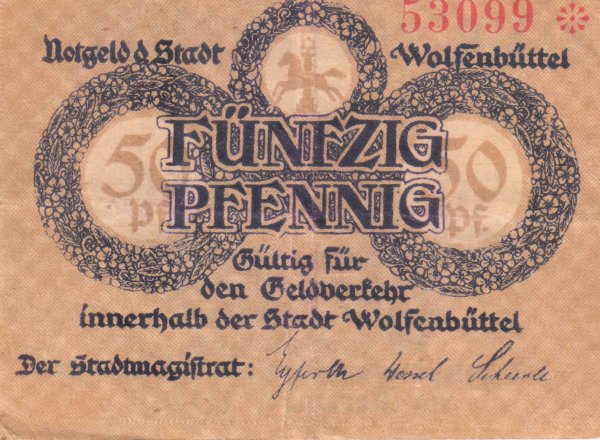 53099
Notgeld d. Stadt Wolfenbüttel
50 FÜNFZIG 50
Pf. PFENNIG Pf.
Gültig für
den Geldverkehr
innerhalb der Stadt Wolfenbüttel
Der Stadtmagistrat: Eyferth